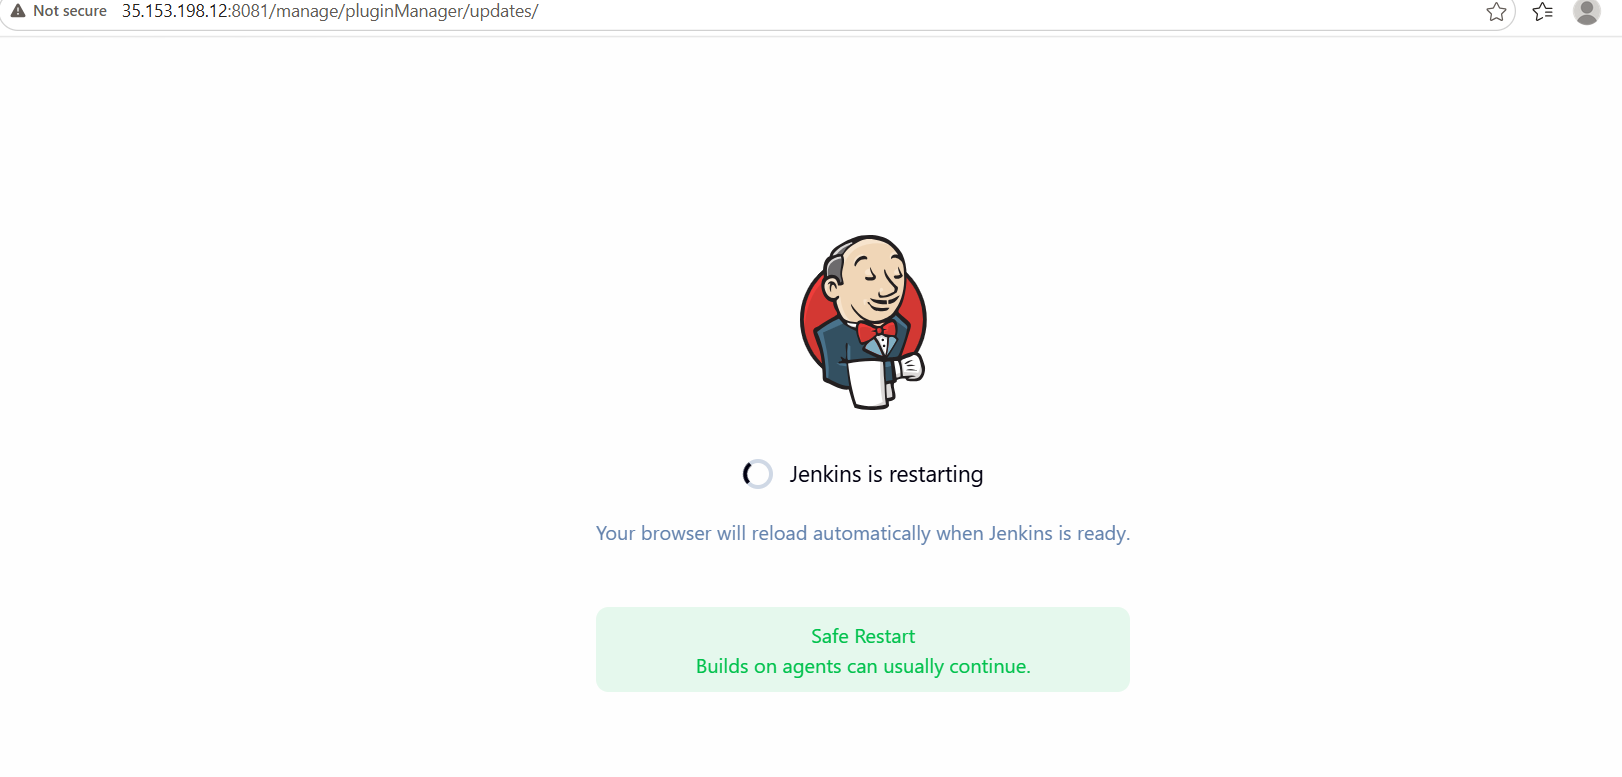 Not secure 35.153.198.12:8081/manage/pluginManager/updates/
Jenkins is restarting
Your browser will reload automatically when Jenkins is ready.
Safe Restart
Builds on agents can usually continue.